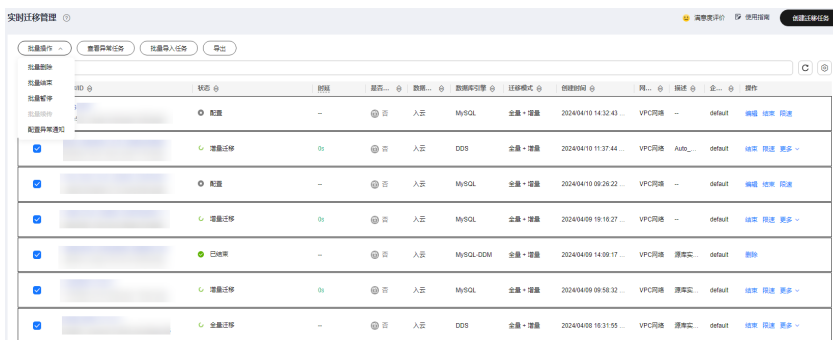 实时迁移管理
满意度评价 使用指南 创建迁移任务
批量操作 查看异常任务 批量导入任务 导出
批量删除
批量结束
批量暂停
配置异常通知
/ID 状态 时延 是否... 数据... 数据库引擎 迁移模式 创建时间 网... 描述 企... 操作
配置 -- 否 入云 MySQL 全量+增量 2024/04/10 14:32:43 ... VPC网络 -- default 编辑 结束 限速
增量迁移 0s 否 入云 DDS 全量+增量 2024/04/10 11:37:44 ... VPC网络 Auto_... default 结束 限速 更多
配置 -- 否 入云 MySQL 全量+增量 2024/04/10 09:26:22 ... VPC网络 -- default 编辑 结束 限速
增量迁移 0s 否 入云 MySQL 全量+增量 2024/04/09 19:16:27 ... VPC网络 -- default 结束 限速 更多
已结束 -- 否 入云 MySQL-DDM 全量+增量 2024/04/09 14:09:17 ... VPC网络 源库实... default 删除
增量迁移 0s 否 入云 MySQL 全量+增量 2024/04/09 09:58:32 ... VPC网络 源库实... default 结束 限速 更多
全量迁移 -- 否 入云 DDS 全量+增量 2024/04/08 16:31:55 ... VPC网络 源库实... default 结束 限速 更多